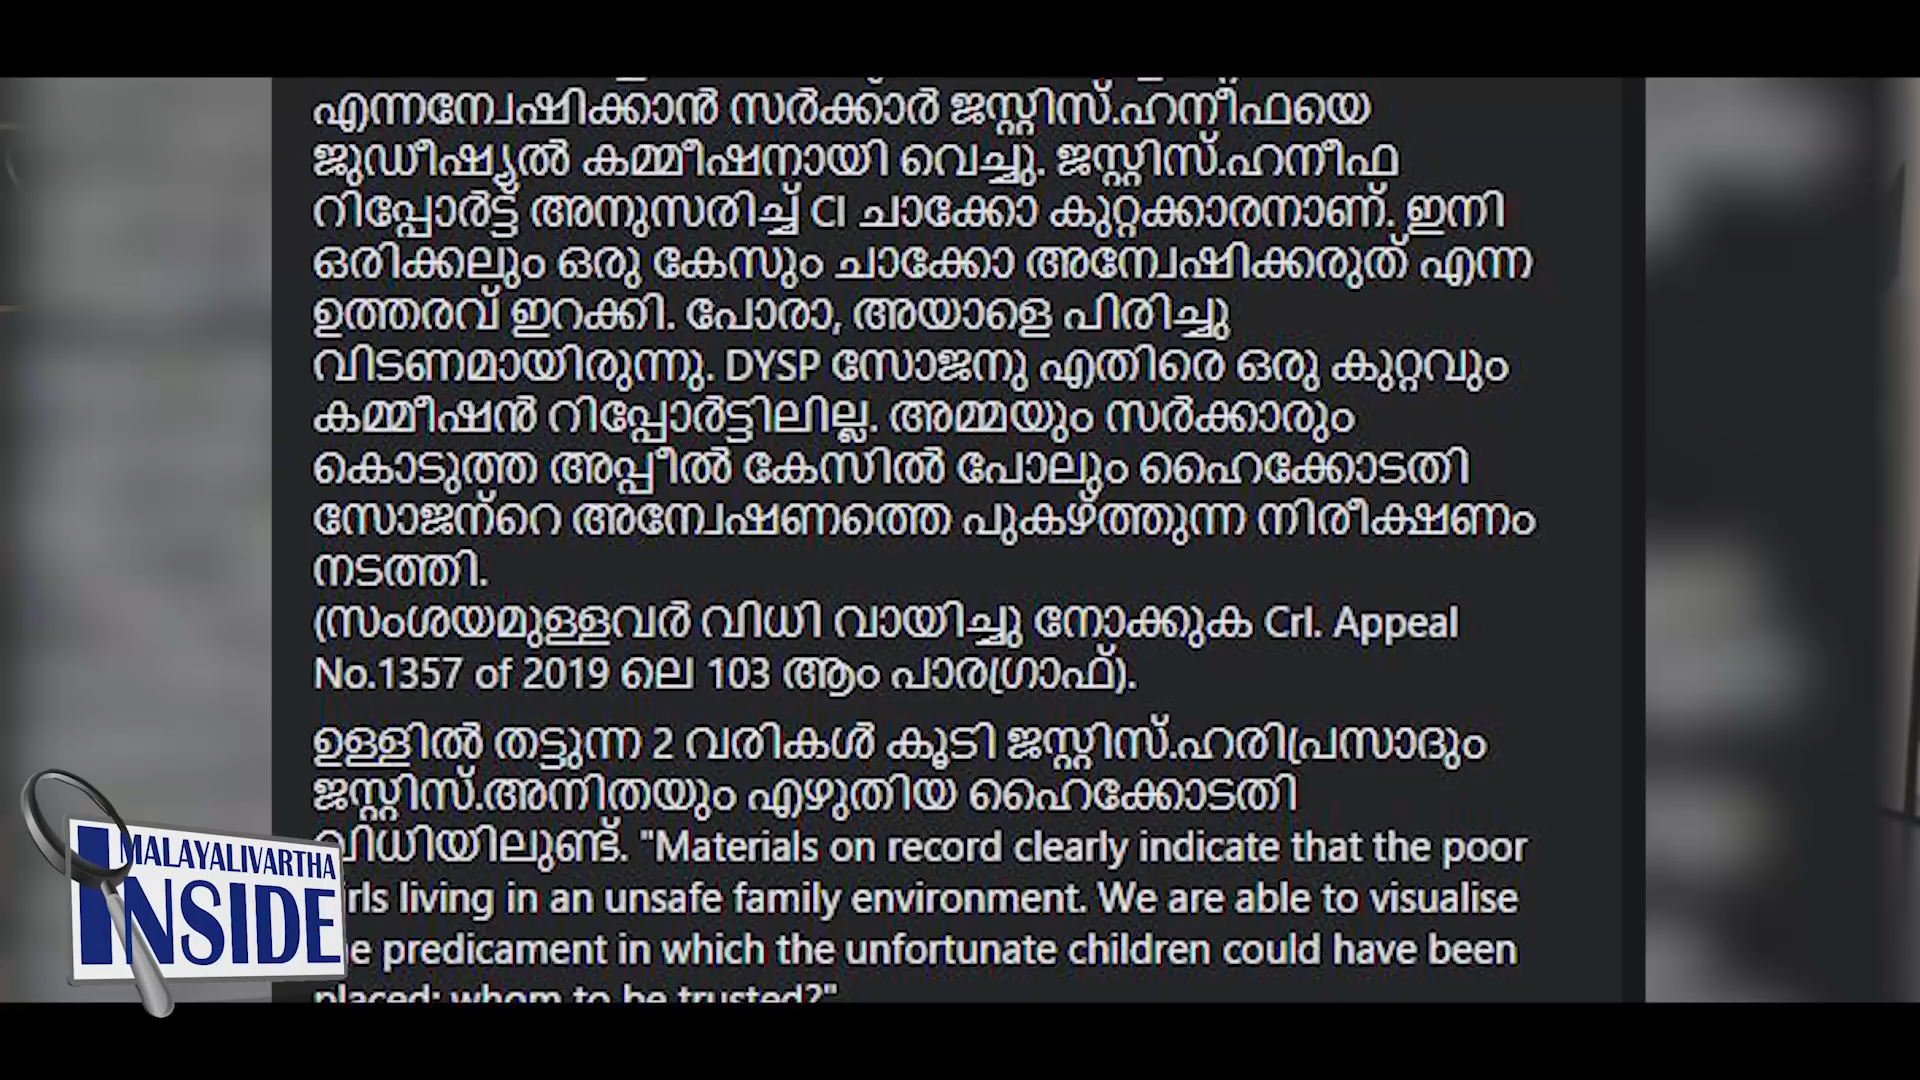 എന്നന്വേഷിക്കാൻ സർക്കാർ ജസ്റ്റിസ്.ഹനീഫയെ
ജുഡീഷ്യൽ കമ്മീഷനായി വെച്ചു. ജസ്റ്റിസ്.ഹനീഫ
റിപ്പോർട്ട് അനുസരിച്ച് CI ചാക്കോ കുറ്റക്കാരനാണ്. ഇനി
ഒരിക്കലും ഒരു കേസും ചാക്കോ അന്വേഷിക്കരുത് എന്ന
ഉത്തരവ് ഇറക്കി. പോരാ, അയാളെ പിരിച്ചു
വിടണമായിരുന്നു. DYSP സോജനു എതിരെ ഒരു കുറ്റവും
കമ്മീഷൻ റിപ്പോർട്ടിലില്ല. അമ്മയും സർക്കാരും
കൊടുത്ത അപ്പീൽ കേസിൽ പോലും ഹൈക്കോടതി
സോജന്റെ അന്വേഷണത്തെ പുകഴ്ത്തുന്ന നിരീക്ഷണം
നടത്തി.
(സംശയമുള്ളവർ വിധി വായിച്ചു നോക്കുക Crl. Appeal
No.1357 of 2019 ലെ 103 ആം പാരഗ്രാഫ്).
ഉള്ളിൽ തട്ടുന്ന 2 വരികൾ കൂടി ജസ്റ്റിസ്.ഹരിപ്രസാദും
ജസ്റ്റിസ്.അനിതയും എഴുതിയ ഹൈക്കോടതി
വിധിയിലുണ്ട്. "Materials on record clearly indicate that the poor
living in an unsafe family environment. We are able to visualise
predicament in which the unfortunate children could have been
placed; whom to be trusted?"
MALAYALIVARTHA
INSIDE